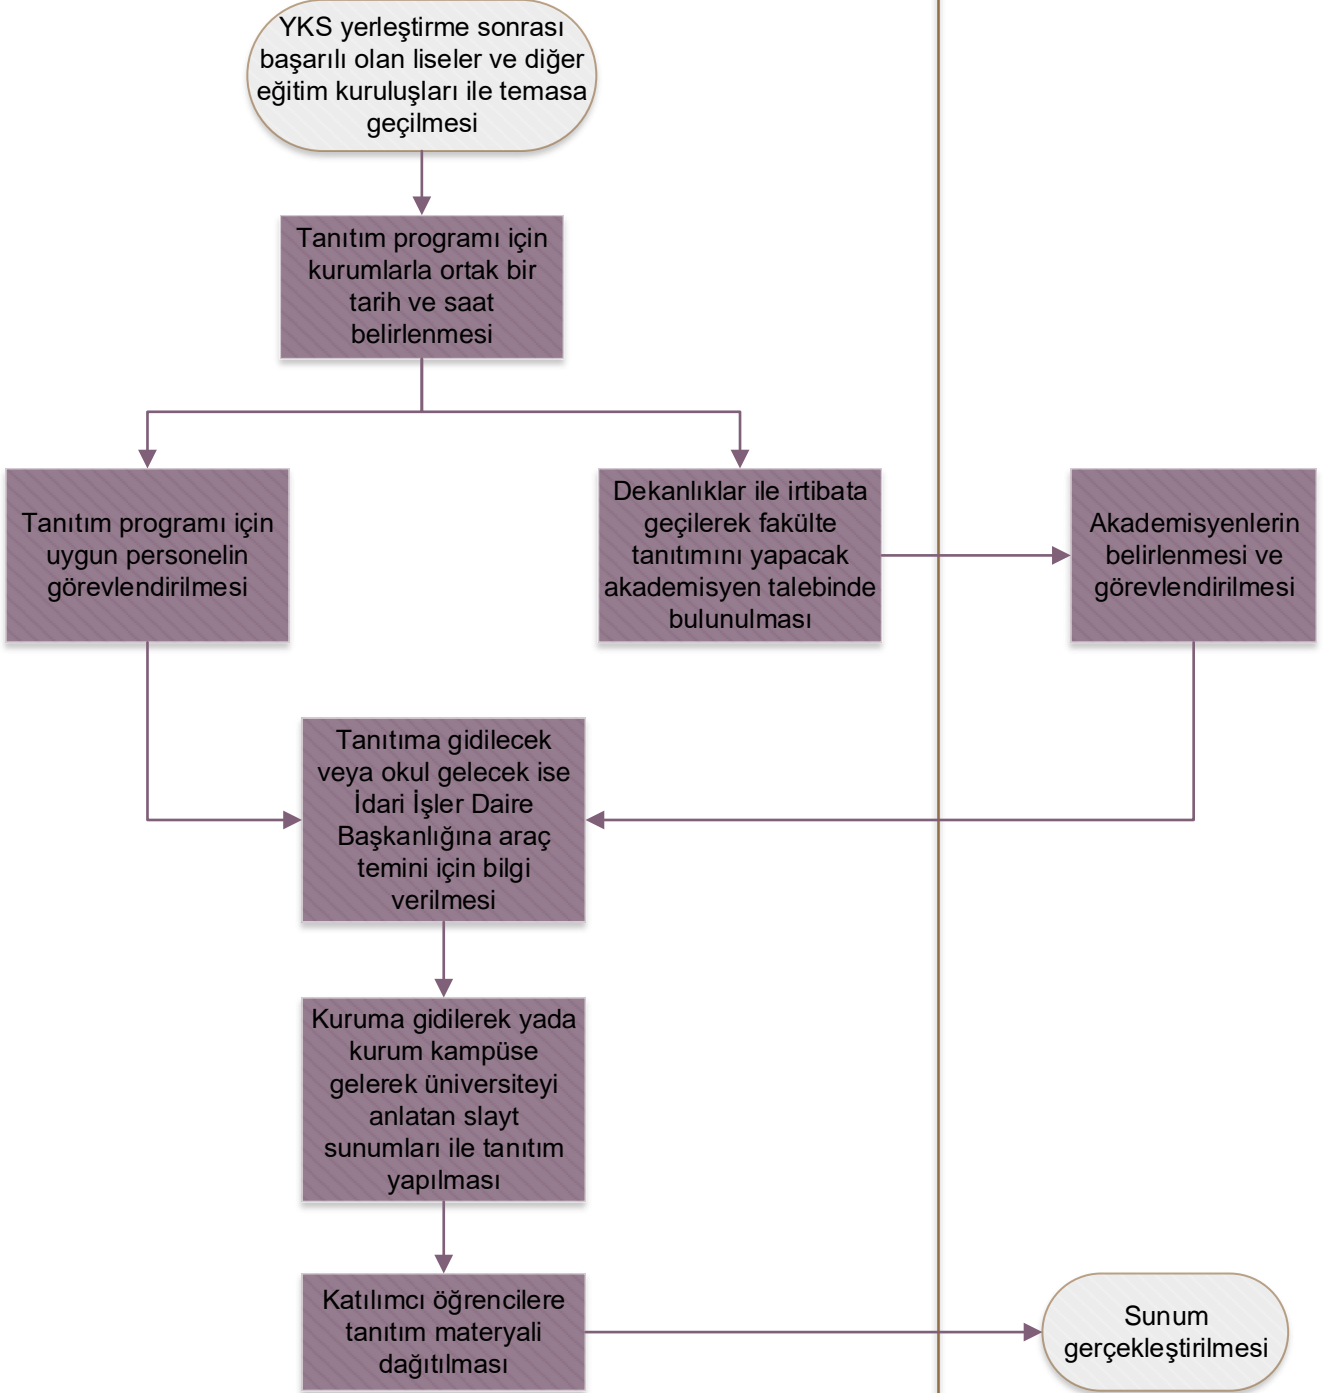 YKS yerleştirme sonrası
başarılı olan liseler ve diğer
eğitim kuruluşları ile temasa
geçilmesi
Tanıtım programı için
kurumlarla ortak bir
tarih ve saat
belirlenmesi
Tanıtım programı için
uygun personelin
görevlendirilmesi
Dekanlıklar ile irtibata
geçilerek fakülte
tanıtımını yapacak
akademisyen talebinde
bulunulması
Akademisyenlerin
belirlenmesi ve
görevlendirilmesi
Tanıtıma gidilecek
veya okul gelecek ise
İdari İşler Daire
Başkanlığına araç
temini için bilgi
verilmesi
Kuruma gidilerek yada
kurum kampüse
gelerek üniversiteyi
anlatan slayt
sunumları ile tanıtım
yapılması
Katılımcı öğrencilere
tanıtım materyali
dağıtılması
Sunum
gerçekleştirilmesi